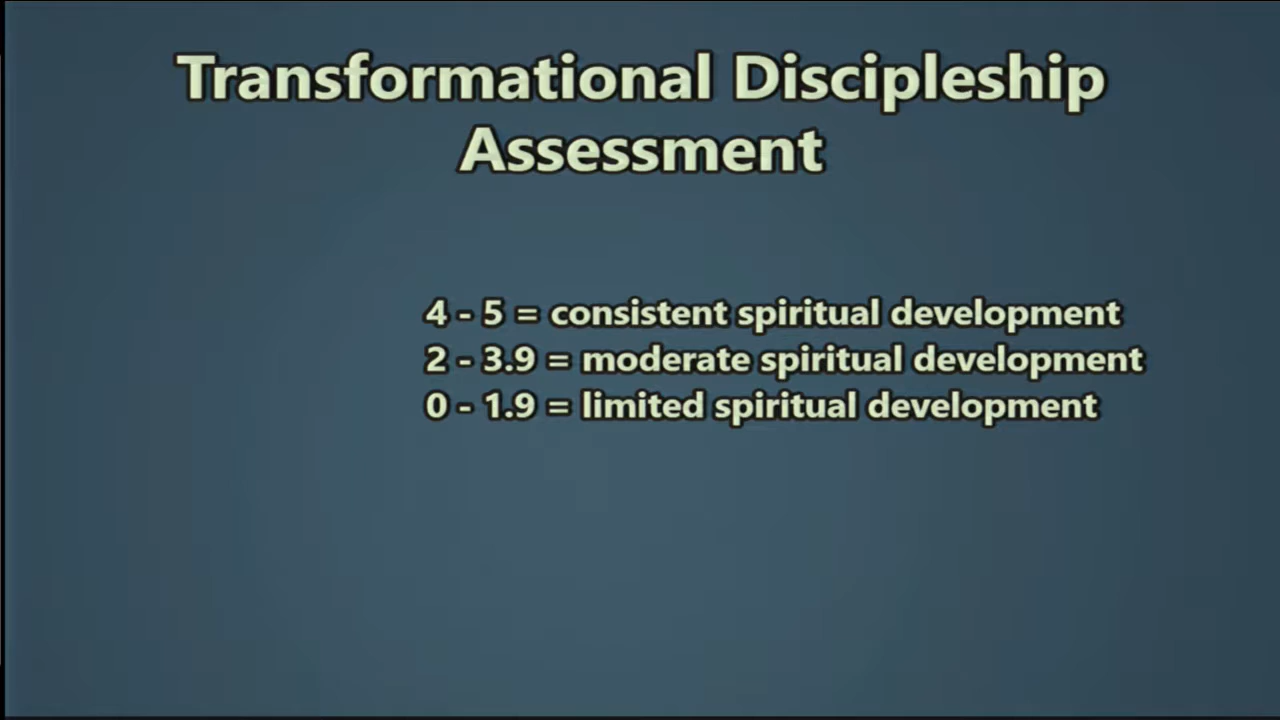 Transformational Discipleship
Assessment
4 - 5 = consistent spiritual development
2 - 3.9 = moderate spiritual development
0 - 1.9 = limited spiritual development